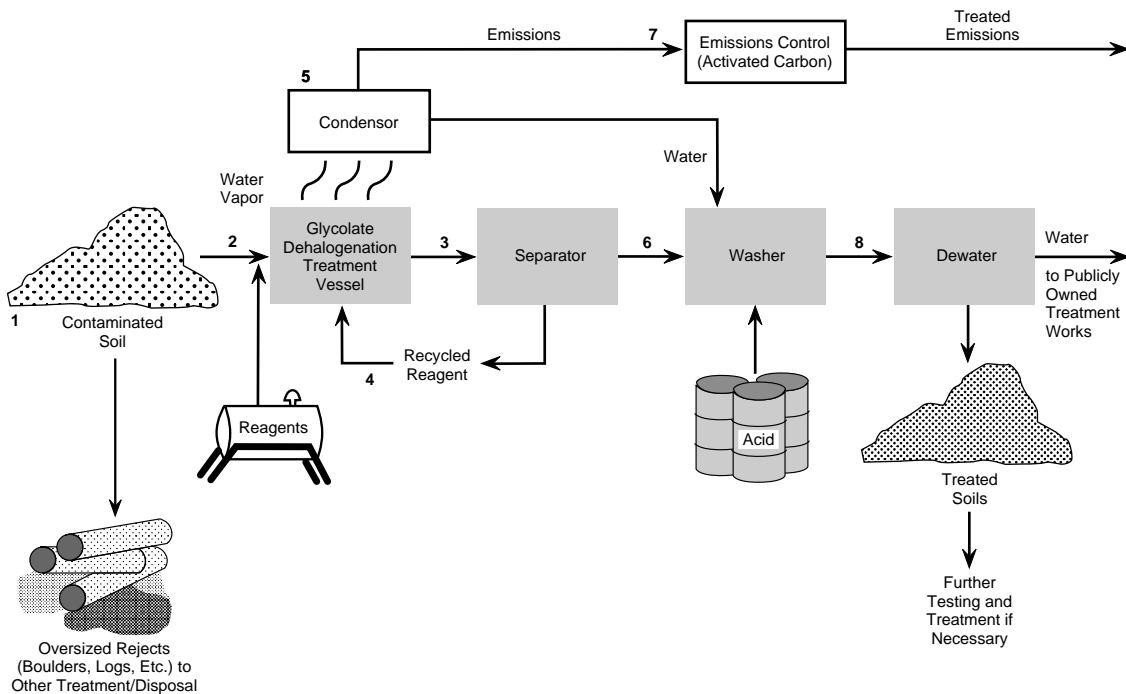 Emissions
7
Emissions Control
(Activated Carbon)
Treated
Emissions
5
Condensor
Water
Water
Vapor
2
Glycolate
Dehalogenation
Treatment
Vessel
3
Separator
6
Washer
8
Dewater
Water
to Publicly
Owned
Treatment
Works
1
Contaminated
Soil
4
Recycled
Reagent
Reagents
Acid
Treated
Soils
Further
Testing and
Treatment if
Necessary
Oversized Rejects
(Boulders, Logs, Etc.) to
Other Treatment/Disposal